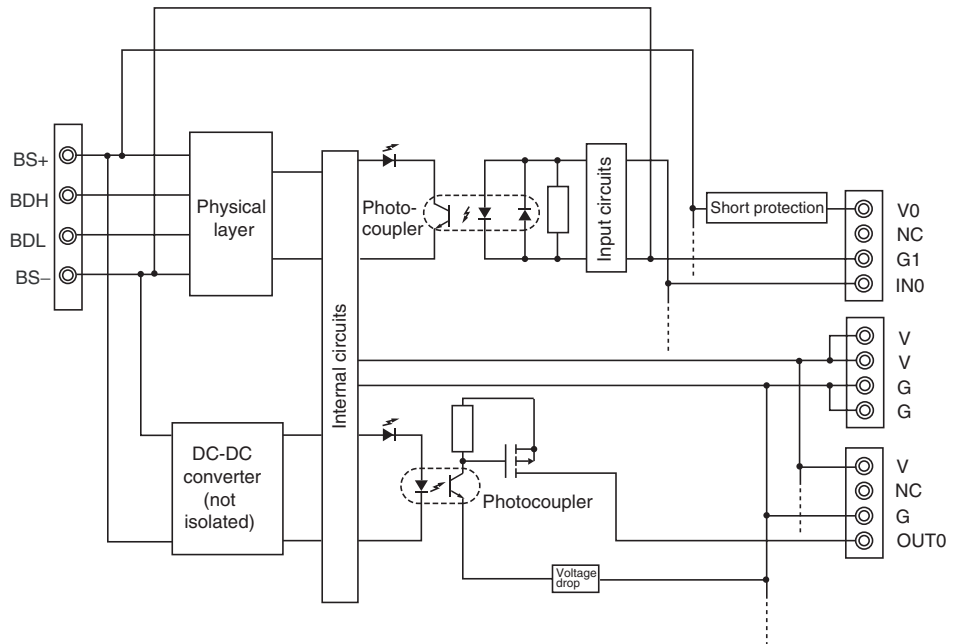 BS+
BDH
BDL
BS−
Physical
layer
Photo-
coupler
Input circuits
Short protection
V0
NC
G1
IN0
Internal circuits
V
V
G
G
DC-DC
converter
(not
isolated)
Photocoupler
Voltage
drop
V
NC
G
OUT0